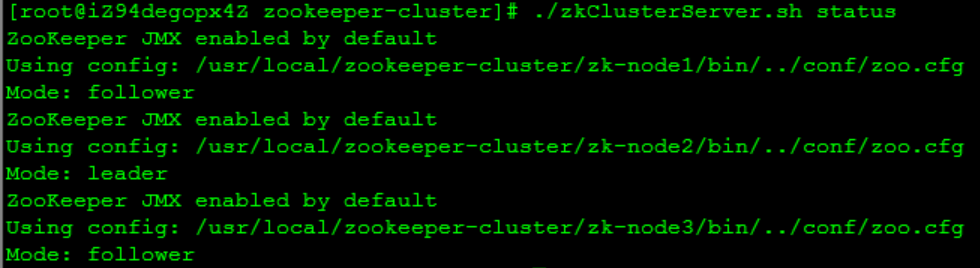 [root@iZ94degopx4Z zookeeper-cluster]# ./zkClusterServer.sh status
ZooKeeper JMX enabled by default
Using config: /usr/local/zookeeper-cluster/zk-node1/bin/../conf/zoo.cfg
Mode: follower
ZooKeeper JMX enabled by default
Using config: /usr/local/zookeeper-cluster/zk-node2/bin/../conf/zoo.cfg
Mode: leader
ZooKeeper JMX enabled by default
Using config: /usr/local/zookeeper-cluster/zk-node3/bin/../conf/zoo.cfg
Mode: follower